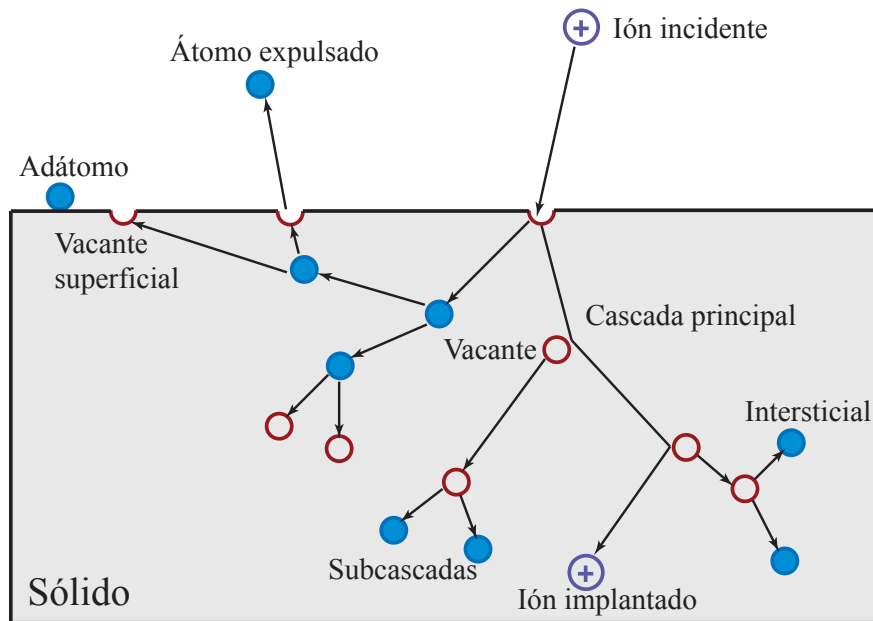 Ión incidente
Átomo expulsado
Adátomo
Vacante
superficial
Cascada principal
Vacante
Intersticial
Subcascadas
Ión implantado
Sólido